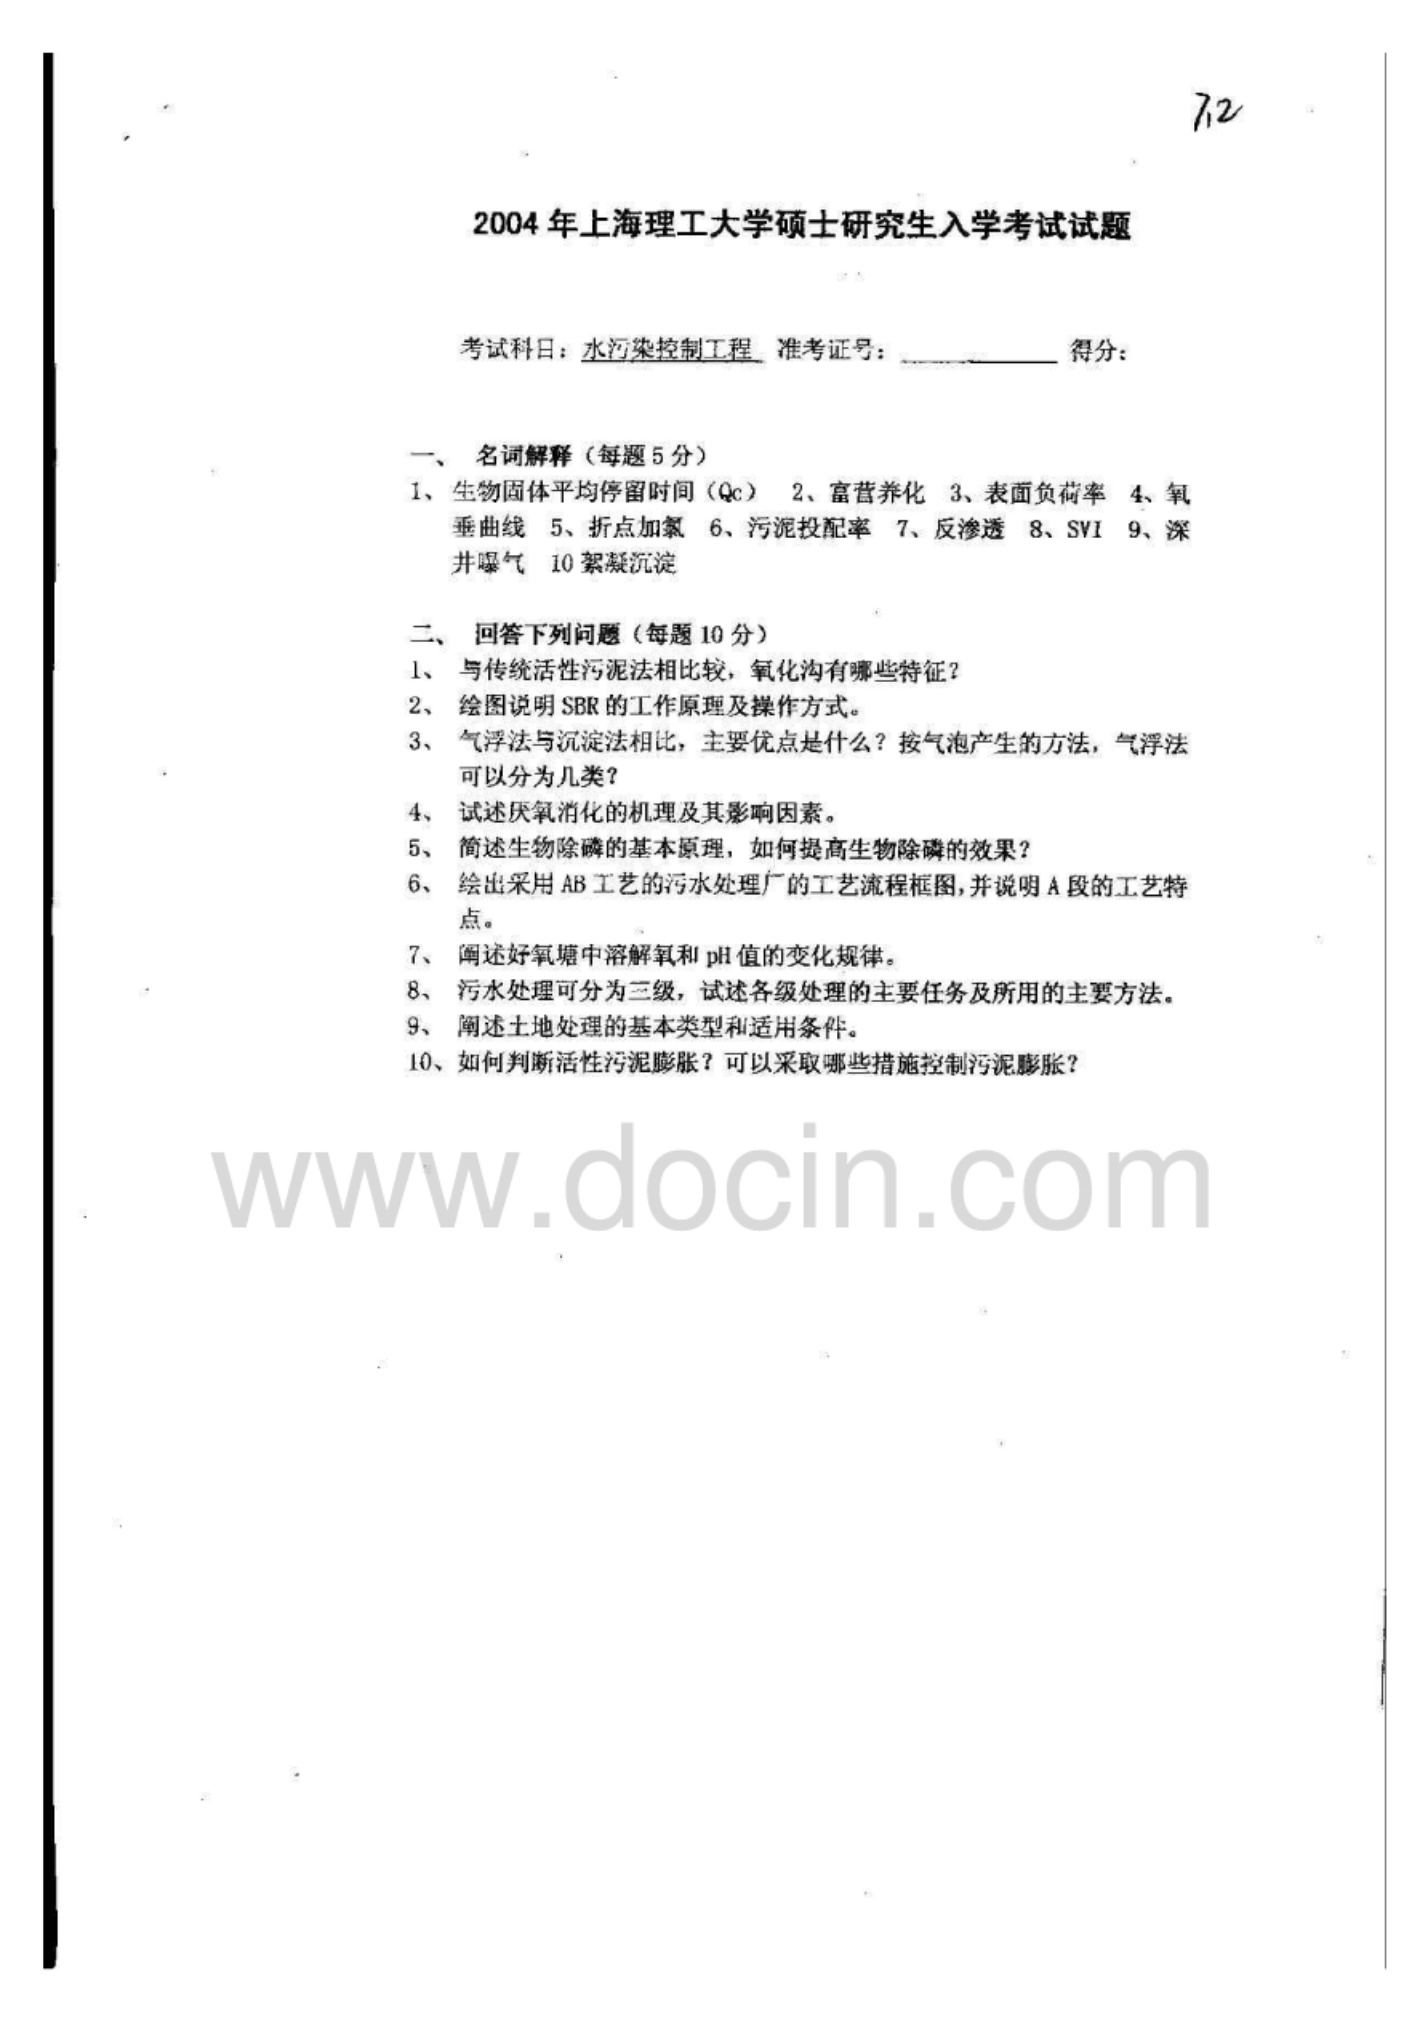 7.2
2004 年上海理工大学硕士研究生入学考试试题
考试科目：水污染控制工程 准考证号： 得分：
一、 名词解释（每题 5 分）
1、 生物固体平均停留时间（Qc） 2、富营养化 3、表面负荷率 4、氧
垂曲线 5、折点加氯 6、污泥投配率 7、反渗透 8、SVI 9、深
井曝气 10 絮凝沉淀
二、 回答下列问题（每题 10 分）
1、 与传统活性污泥法相比较，氧化沟有哪些特征？
2、 绘图说明 SBR 的工作原理及操作方式。
3、 气浮法与沉淀法相比，主要优点是什么？按气泡产生的方法，气浮法
可以分为几类？
4、 试述厌氧消化的机理及其影响因素。
5、 简述生物除磷的基本原理，如何提高生物除磷的效果？
6、 绘出采用 AB 工艺的污水处理厂的工艺流程框图，并说明 A 段的工艺特
点。
7、 阐述好氧塘中溶解氧和 pH 值的变化规律。
8、 污水处理可分为三级，试述各级处理的主要任务及所用的主要方法。
9、 阐述土地处理的基本类型和适用条件。
10、如何判断活性污泥膨胀？可以采取哪些措施控制污泥膨胀？
www.docin.com